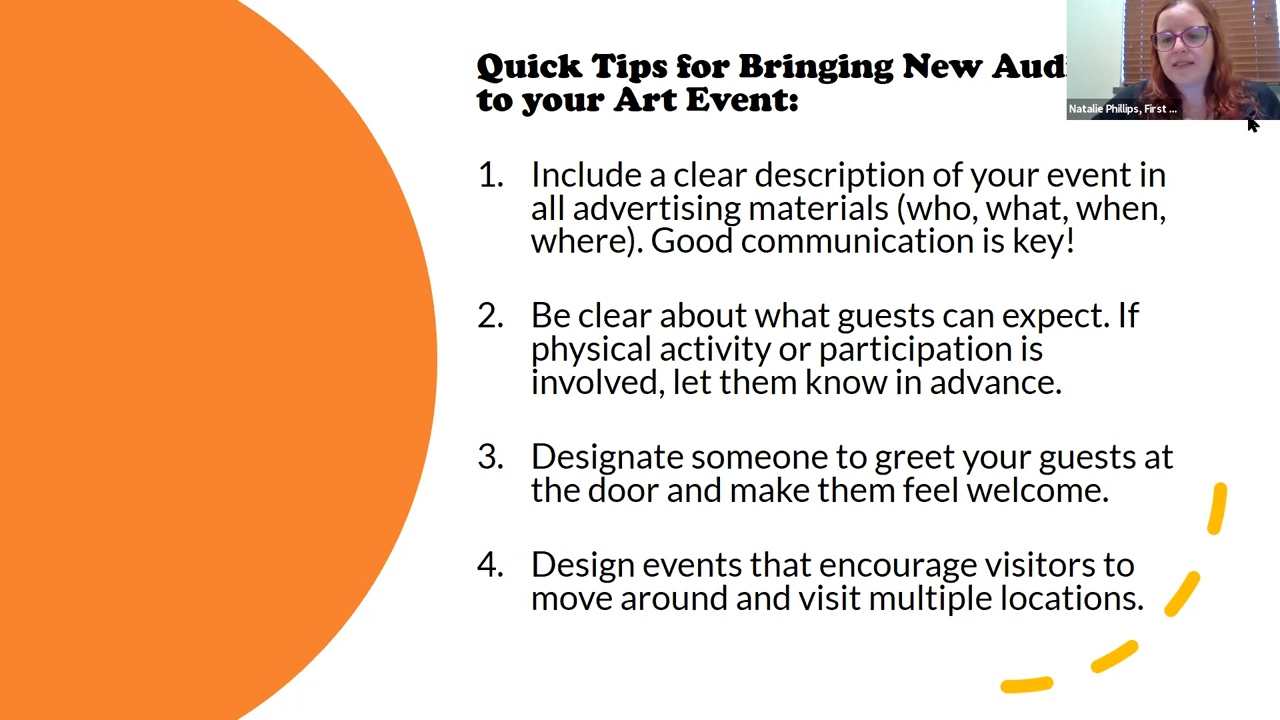 Quick Tips for Bringing New Aud
to your Art Event:
Natalie Phillips, First ...
1. Include a clear description of your event in
all advertising materials (who, what, when,
where). Good communication is key!
2. Be clear about what guests can expect. If
physical activity or participation is
involved, let them know in advance.
3. Designate someone to greet your guests at
the door and make them feel welcome.
4. Design events that encourage visitors to
move around and visit multiple locations.